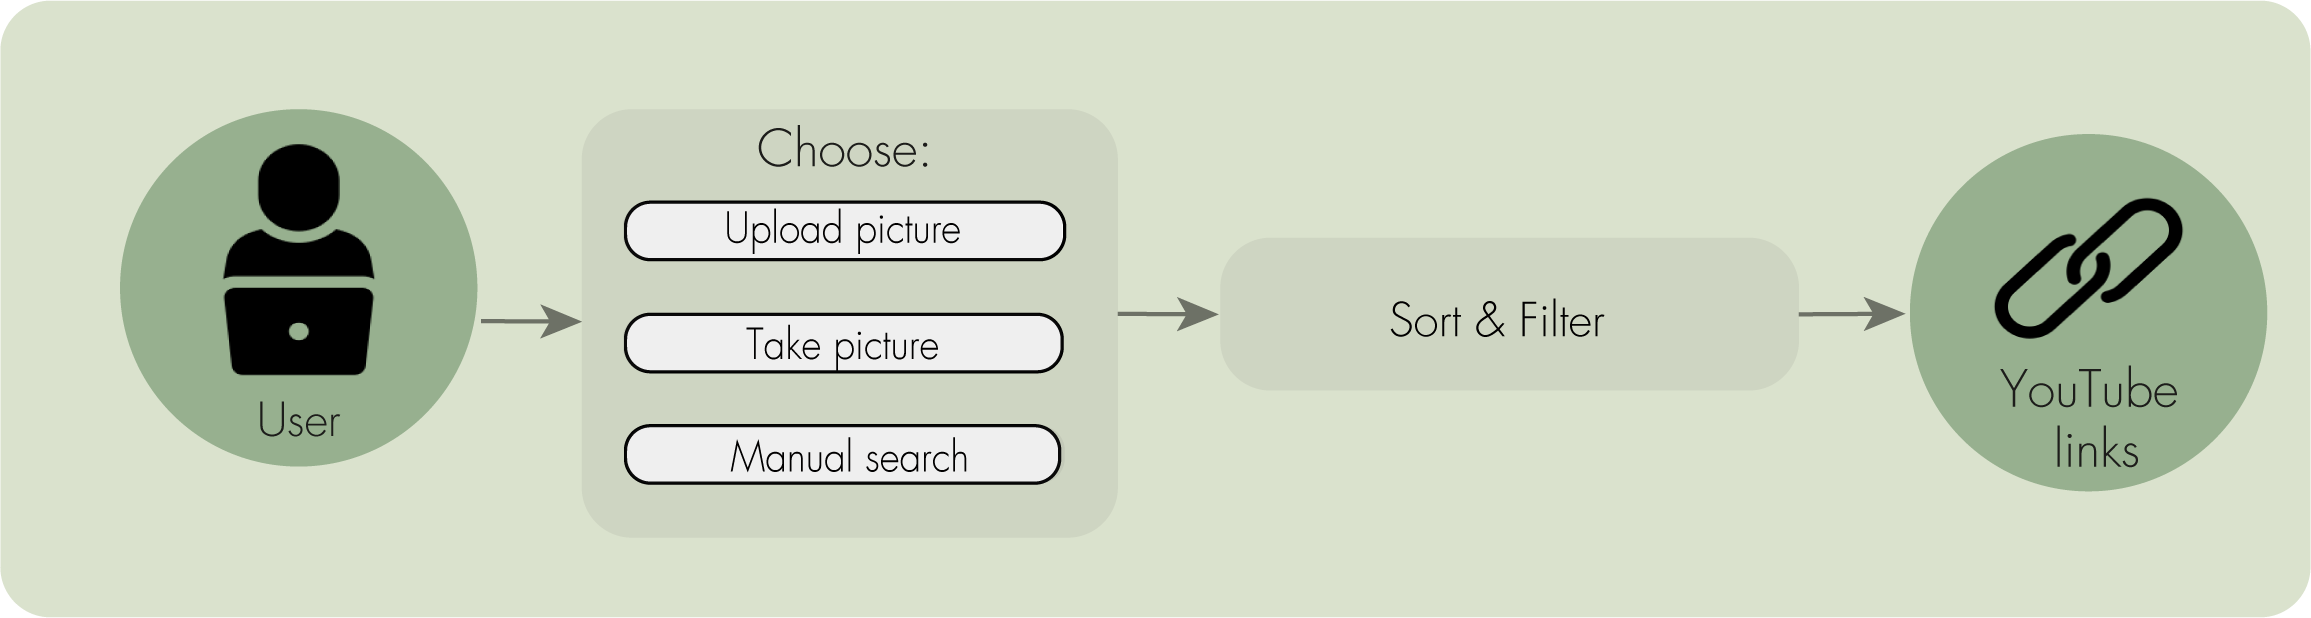 User
Choose:
Upload picture
Take picture
Manual search
Sort & Filter
YouTube
links